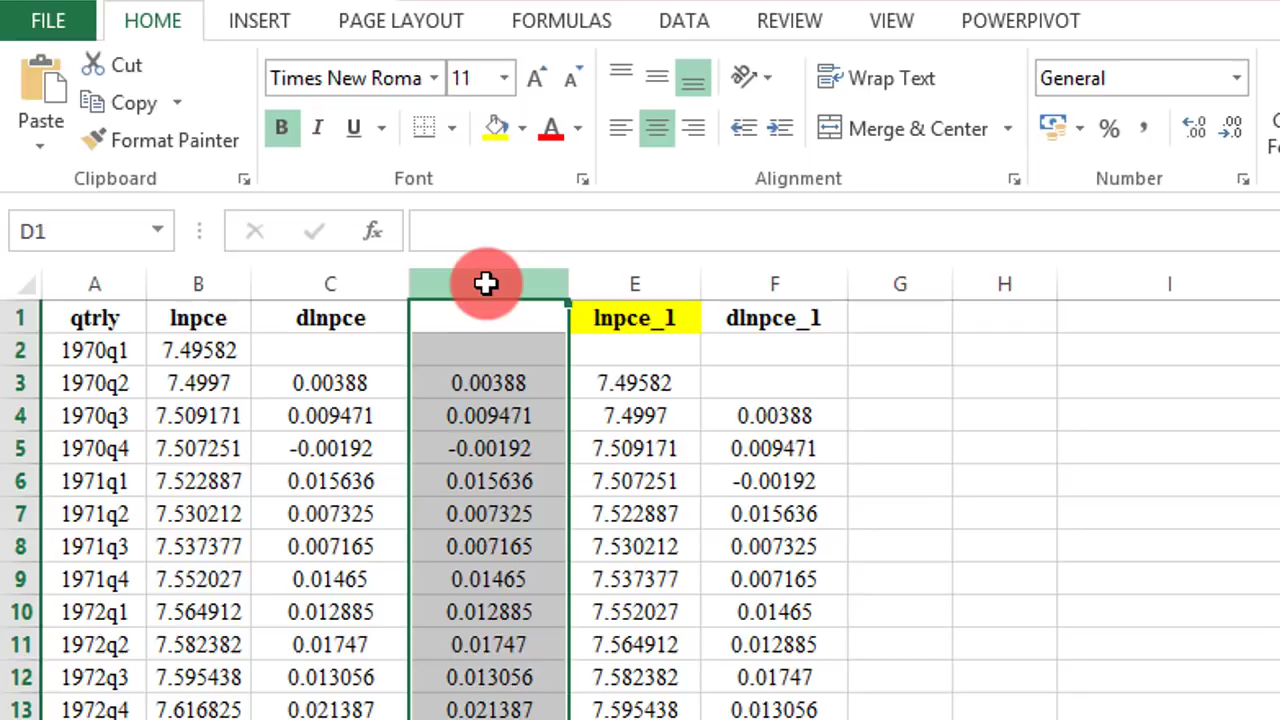 FILE HOME INSERT PAGE LAYOUT FORMULAS DATA REVIEW VIEW POWERPIVOT
Cut
Copy
Format Painter
Paste
Clipboard
Times New Roma 11
B I U
Font
Wrap Text
Merge & Center
Alignment
General
% , .00 .00
Number
D1 fx
A B C E F G H I
1 qtrly lnpce dlnpce lnpce_1 dlnpce_1
2 1970q1 7.49582
3 1970q2 7.4997 0.00388 0.00388 7.49582
4 1970q3 7.509171 0.009471 0.009471 7.4997 0.00388
5 1970q4 7.507251 -0.00192 -0.00192 7.509171 0.009471
6 1971q1 7.522887 0.015636 0.015636 7.507251 -0.00192
7 1971q2 7.530212 0.007325 0.007325 7.522887 0.015636
8 1971q3 7.537377 0.007165 0.007165 7.530212 0.007325
9 1971q4 7.552027 0.01465 0.01465 7.537377 0.007165
10 1972q1 7.564912 0.012885 0.012885 7.552027 0.01465
11 1972q2 7.582382 0.01747 0.01747 7.564912 0.012885
12 1972q3 7.595438 0.013056 0.013056 7.582382 0.01747
13 1972q4 7.616825 0.021387 0.021387 7.595438 0.013056